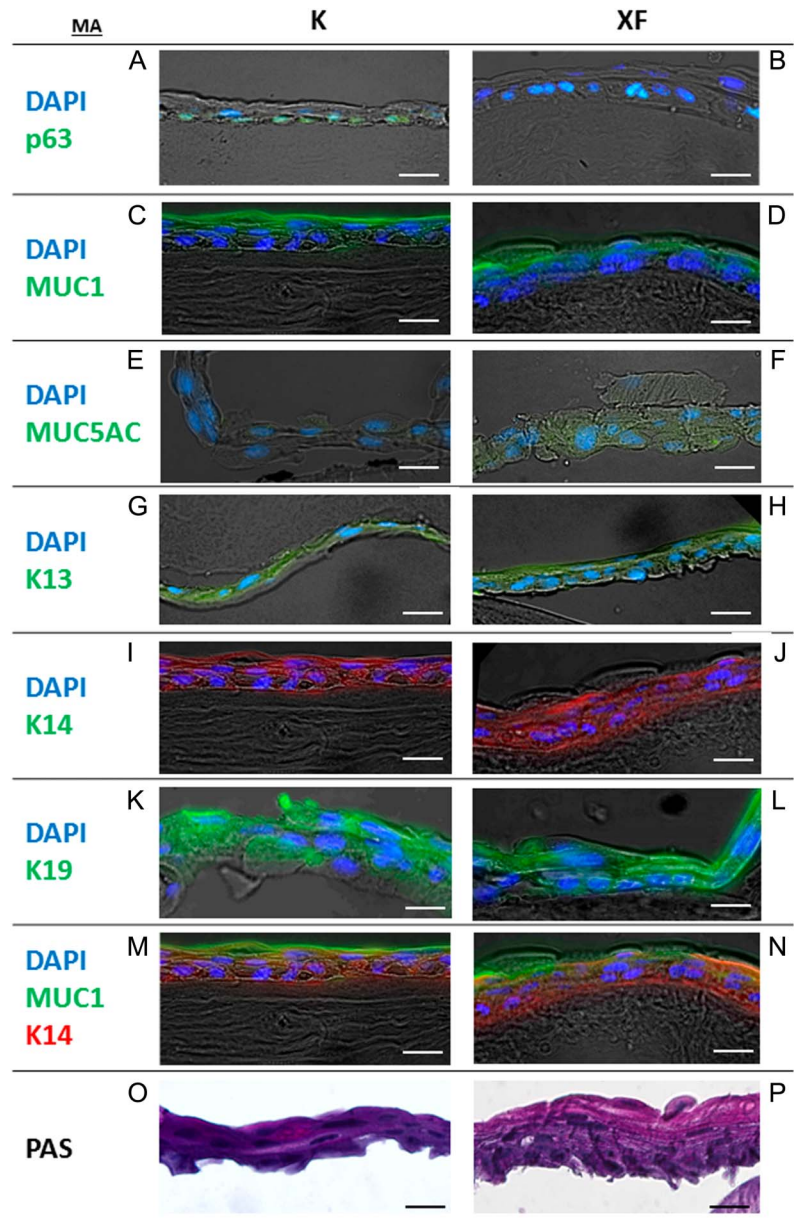 MA K XF
A B
DAPI
p63
C D
DAPI
MUC1
E F
DAPI
MUC5AC
G H
DAPI
K13
I J
DAPI
K14
K L
DAPI
K19
M N
DAPI
MUC1
K14
O P
PAS